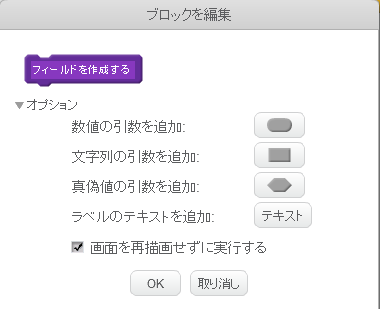 ブロックを編集
フィールドを作成する
オプション
数値の引数を追加:
文字列の引数を追加:
真偽値の引数を追加:
ラベルのテキストを追加: テキスト
画面を再描画せずに実行する
OK 取り消し